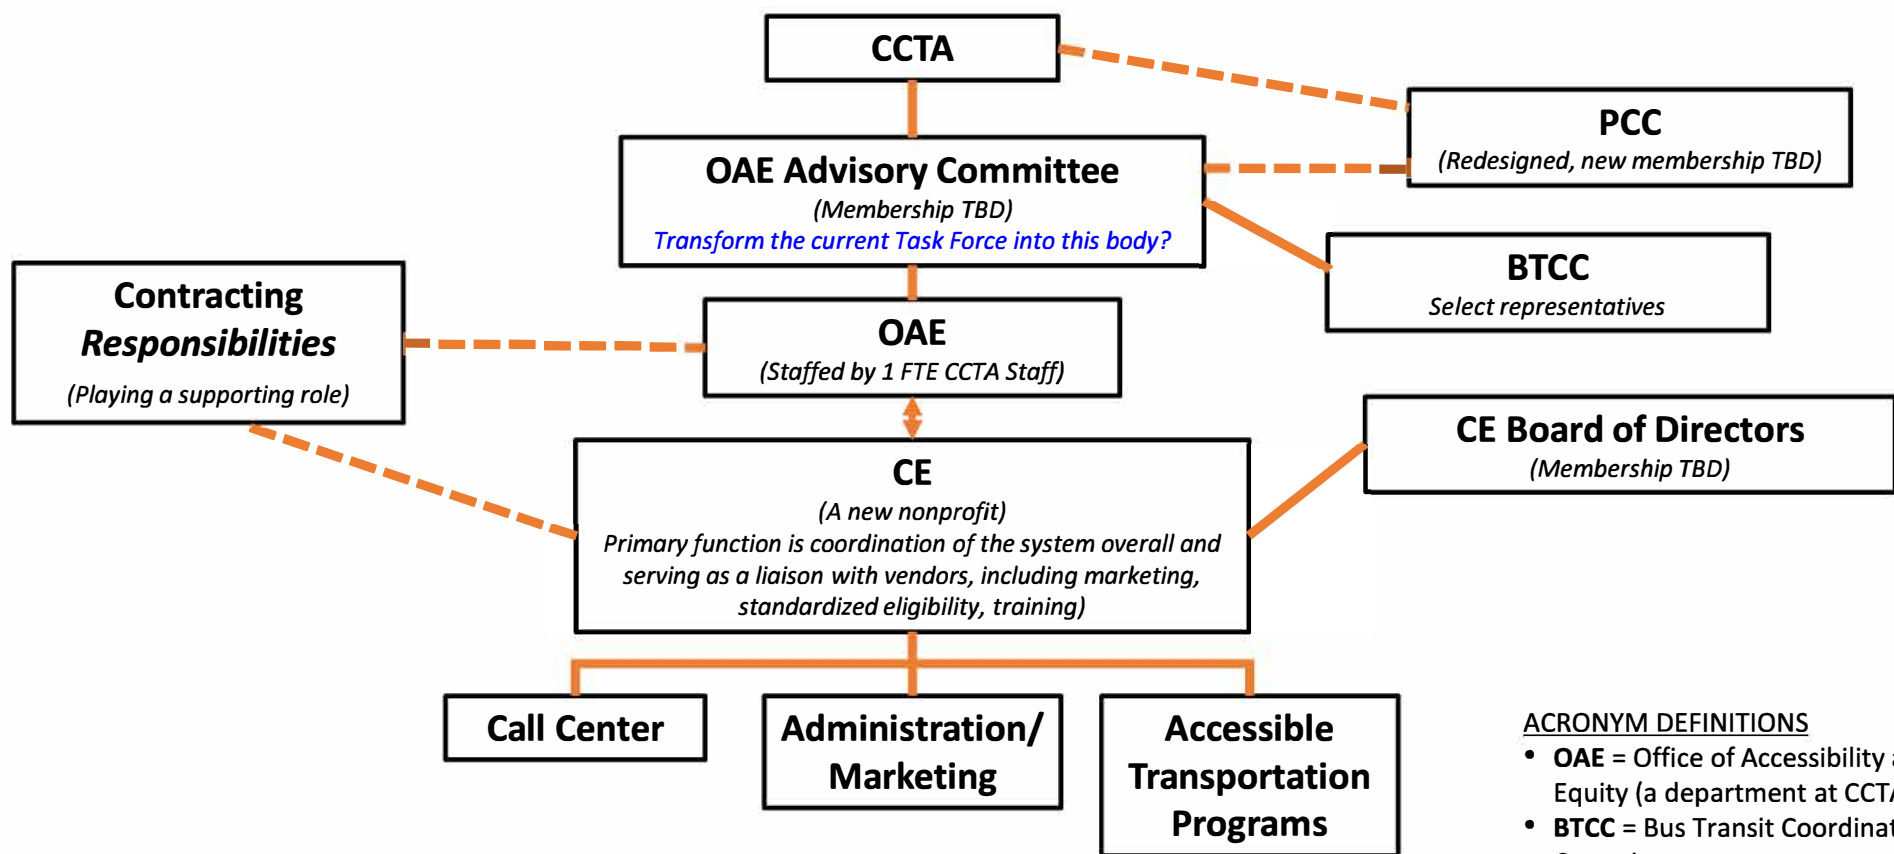 CCTA
PCC
(Redesigned, new membership TBD)
OAE Advisory Committee
(Membership TBD)
Transform the current Task Force into this body?
BTCC
Select representatives
Contracting
Responsibilities
(Playing a supporting role)
OAE
(Staffed by 1 FTE CCTA Staff)
CE Board of Directors
(Membership TBD)
CE
(A new nonprofit)
Primary function is coordination of the system overall and
serving as a liaison with vendors, including marketing,
standardized eligibility, training)
Call Center
Administration/
Marketing
Accessible
Transportation
Programs
ACRONYM DEFINITIONS
• OAE = Office of Accessibility
Equity (a department at CCTA
• BTCC = Bus Transit